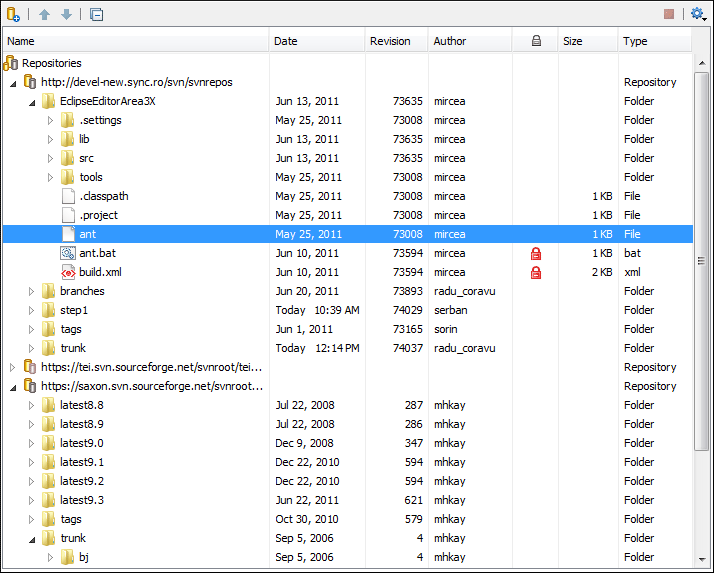 Name Date Revision Author Size Type
Repositories
http://devel-new.sync.ro/svn/svnrepos Repository
EclipseEditorArea3X Jun 13, 2011 73635 mircea Folder
.settings May 25, 2011 73008 mircea Folder
lib Jun 13, 2011 73635 mircea Folder
src Jun 13, 2011 73635 mircea Folder
tools May 25, 2011 73008 mircea Folder
.classpath May 25, 2011 73008 mircea 1 KB File
.project May 25, 2011 73008 mircea 1 KB File
ant May 25, 2011 73008 mircea 1 KB File
ant.bat Jun 10, 2011 73594 mircea 1 KB bat
build.xml Jun 10, 2011 73594 mircea 2 KB xml
branches Jun 20, 2011 73893 radu_coravu Folder
step1 Today 10:39 AM 74029 serban Folder
tags Jun 1, 2011 73165 sorin Folder
trunk Today 12:14 PM 74037 radu_coravu Folder
https://tei.svn.sourceforge.net/svnroot/tei... Repository
https://saxon.svn.sourceforge.net/svnroot... Repository
latest8.8 Jul 22, 2008 287 mhkay Folder
latest8.9 Jul 22, 2008 286 mhkay Folder
latest9.0 Dec 9, 2008 347 mhkay Folder
latest9.1 Dec 22, 2010 594 mhkay Folder
latest9.2 Dec 22, 2010 594 mhkay Folder
latest9.3 Jun 22, 2011 621 mhkay Folder
tags Oct 30, 2010 579 mhkay Folder
trunk Sep 5, 2006 4 mhkay Folder
bj Sep 5, 2006 4 mhkay Folder